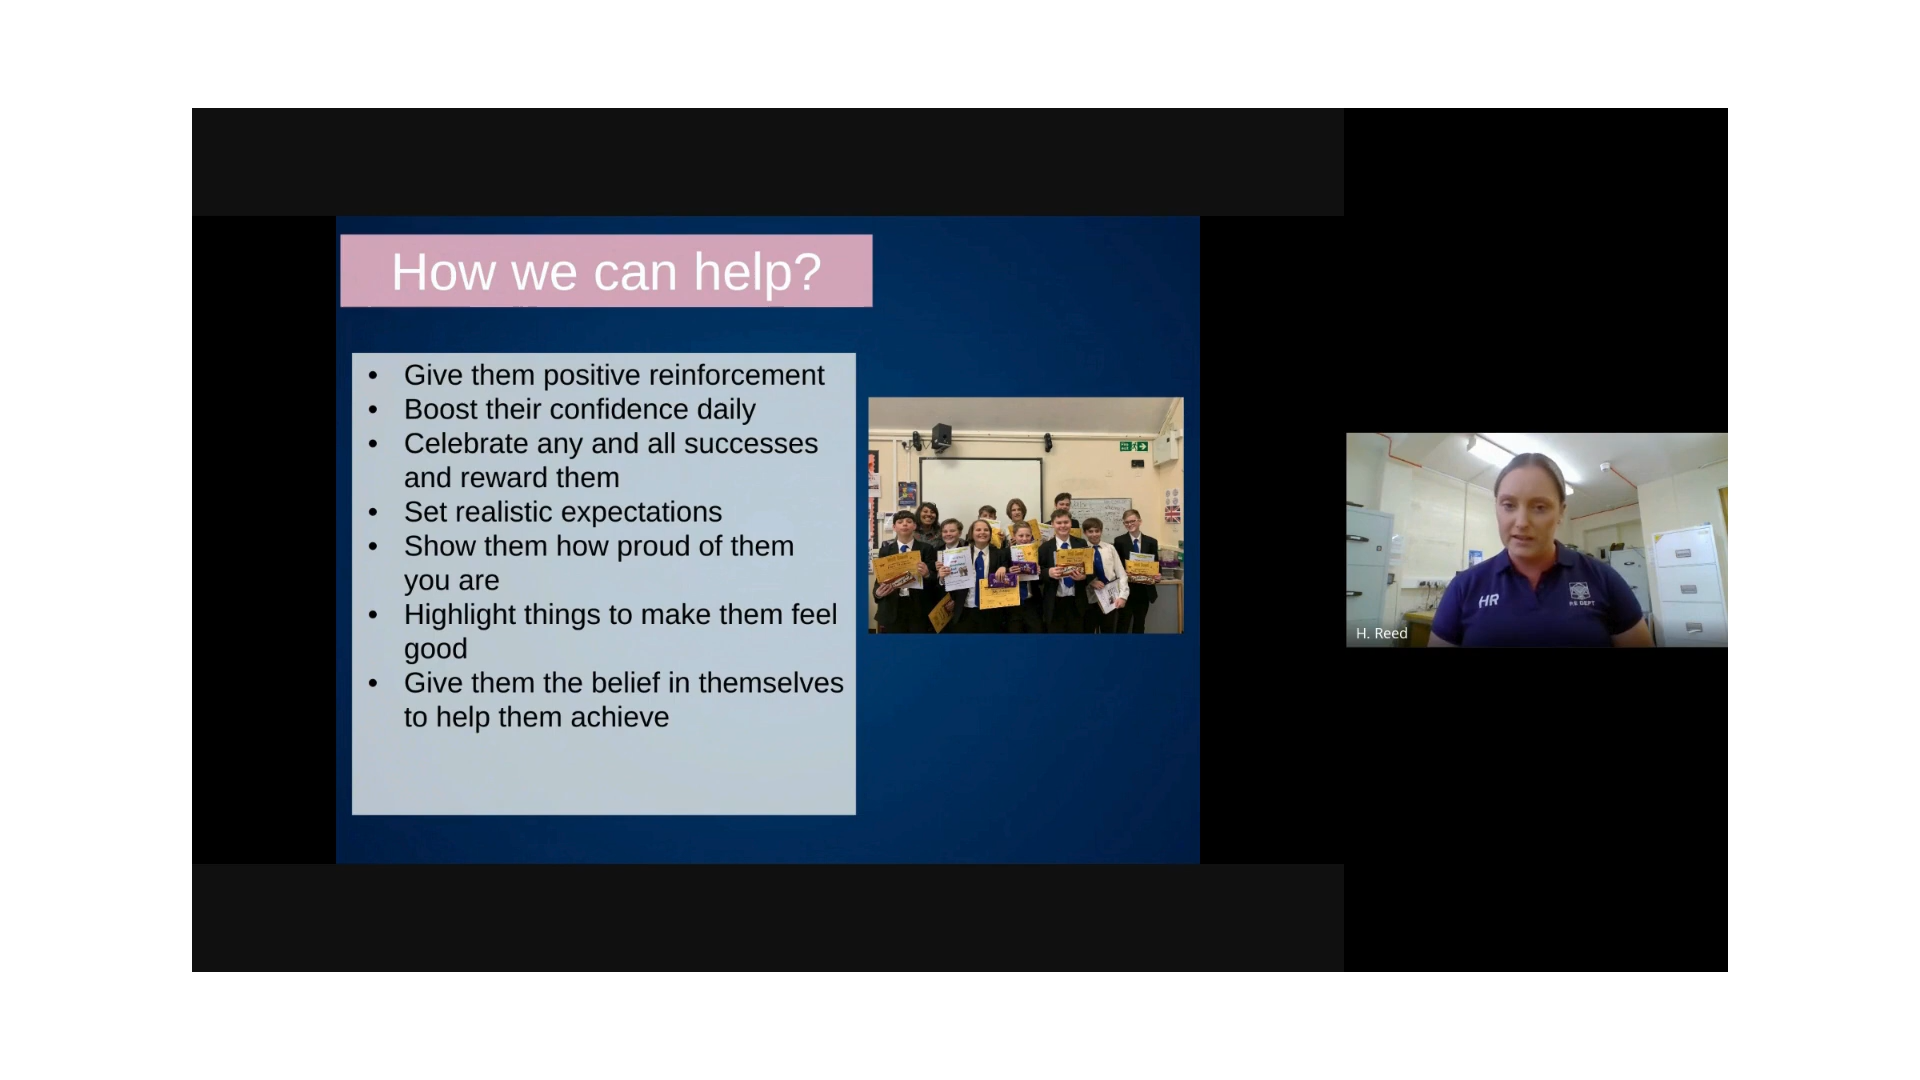 How we can help?
• Give them positive reinforcement
• Boost their confidence daily
• Celebrate any and all successes
and reward them
• Set realistic expectations
• Show them how proud of them
you are
• Highlight things to make them feel
good
• Give them the belief in themselves
to help them achieve
HR
P.E DEPT
H. Reed